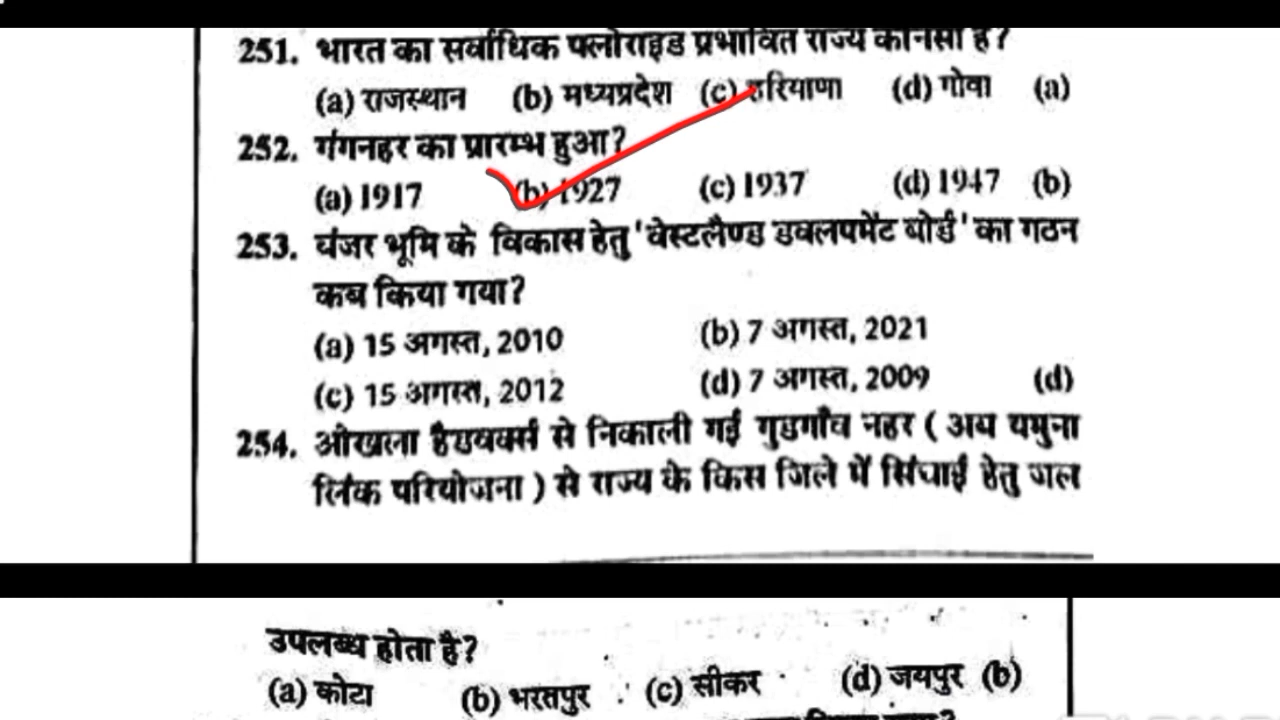 251. भारत का सर्वाधिक फ्लोराइड प्रभावित राज्य कौनसा है?
(a) राजस्थान (b) मध्यप्रदेश (c) हरियाणा (d) गोवा (a)
252. गंगनहर का प्रारम्भ हुआ?
(a) 1917 (b) 1927 (c) 1937 (d) 1947 (b)
253. बंजर भूमि के विकास हेतु 'वेस्टलैण्ड डवलपमेंट बोर्ड' का गठन
कब किया गया?
(a) 15 अगस्त, 2010 (b) 7 अगस्त, 2021
(c) 15 अगस्त, 2012 (d) 7 अगस्त, 2009 (d)
254. ओखला हैडवर्क्स से निकाली गई गुडगाँव नहर ( अय यमुना
लिंक परियोजना ) से राज्य के किस जिले में सिंचाई हेतु जल
उपलब्ध होता है?
(a) कोटा (b) भरतपुर (c) सीकर (d) जयपुर (b)